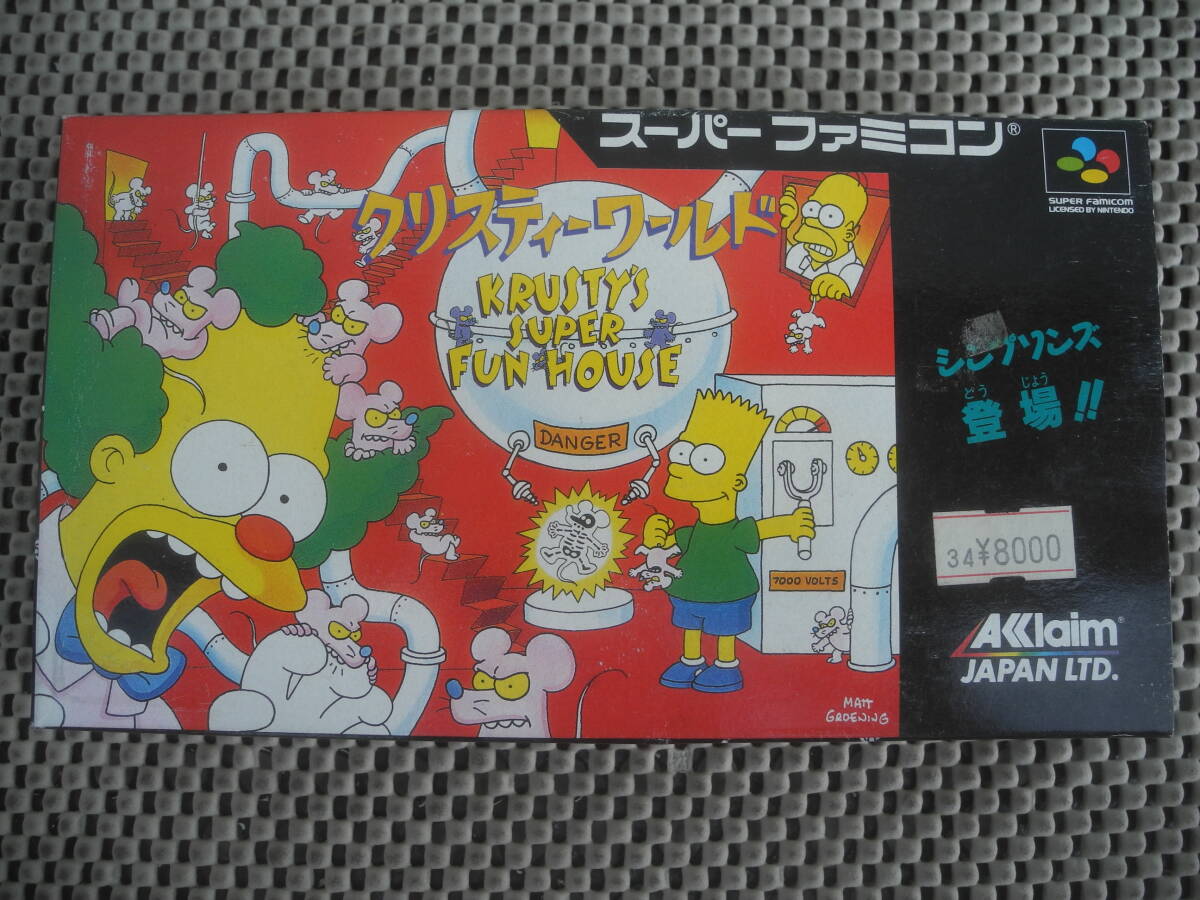 スーパーファミコン®
SUPER FAMICOM
LICENSED BY NINTENDO
クリスティーワールド
KRUSTY'S
SUPER
FUN HOUSE
DANGER
シンプソンズ
どう じょう
登場!!
34¥8000
7000 VOLTS
AKKlaim®
JAPAN LTD.
MATT
GROENING